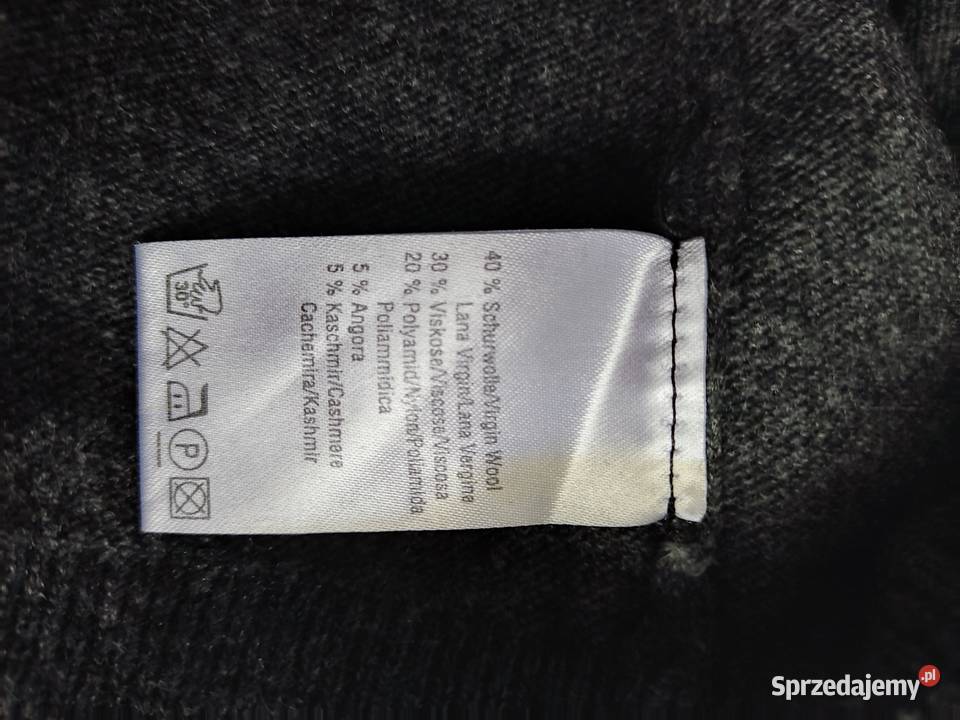 40 % Schurwolle/Virgin Wool
Lana Virgin/Lana Vergine
30 % Viskose/Viscose/Viscosa
20 % Polyamid/Nylon/Poliamida
Poliammidica
5 % Angora
5 % Kaschmir/Cashmere
Cachemira/Kashmir
30°
P
Sprzedajemy.pl